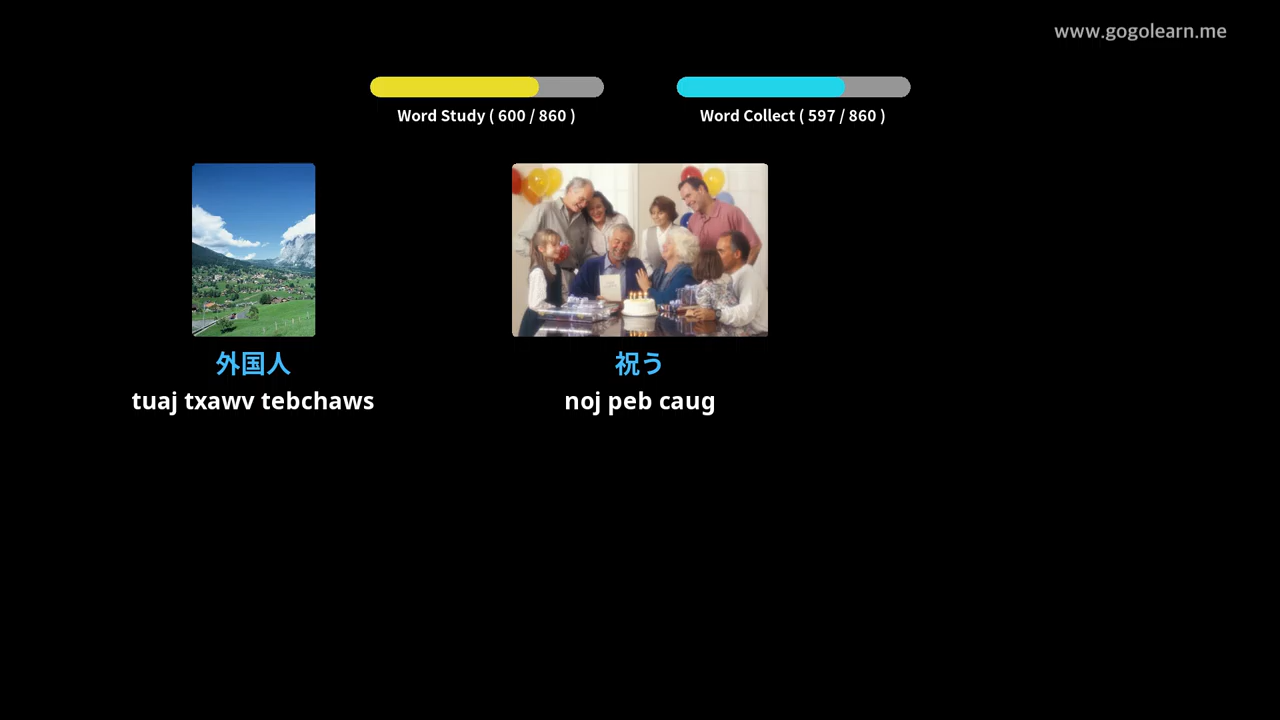 www.gogolearn.me
Word Study ( 600 / 860 )
Word Collect ( 597 / 860 )
外国人
tuaj txawv tebchaws
祝う
noj peb caug